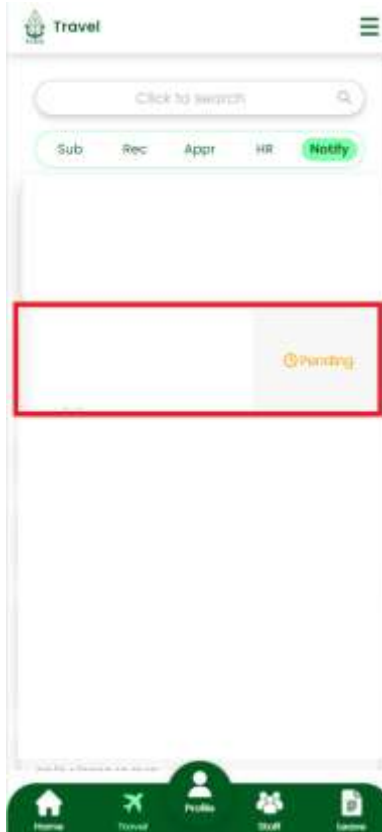 Travel
Click to search
Sub Rec Appr HR Notify
Pending
Profile
Home Travel Staff Leave